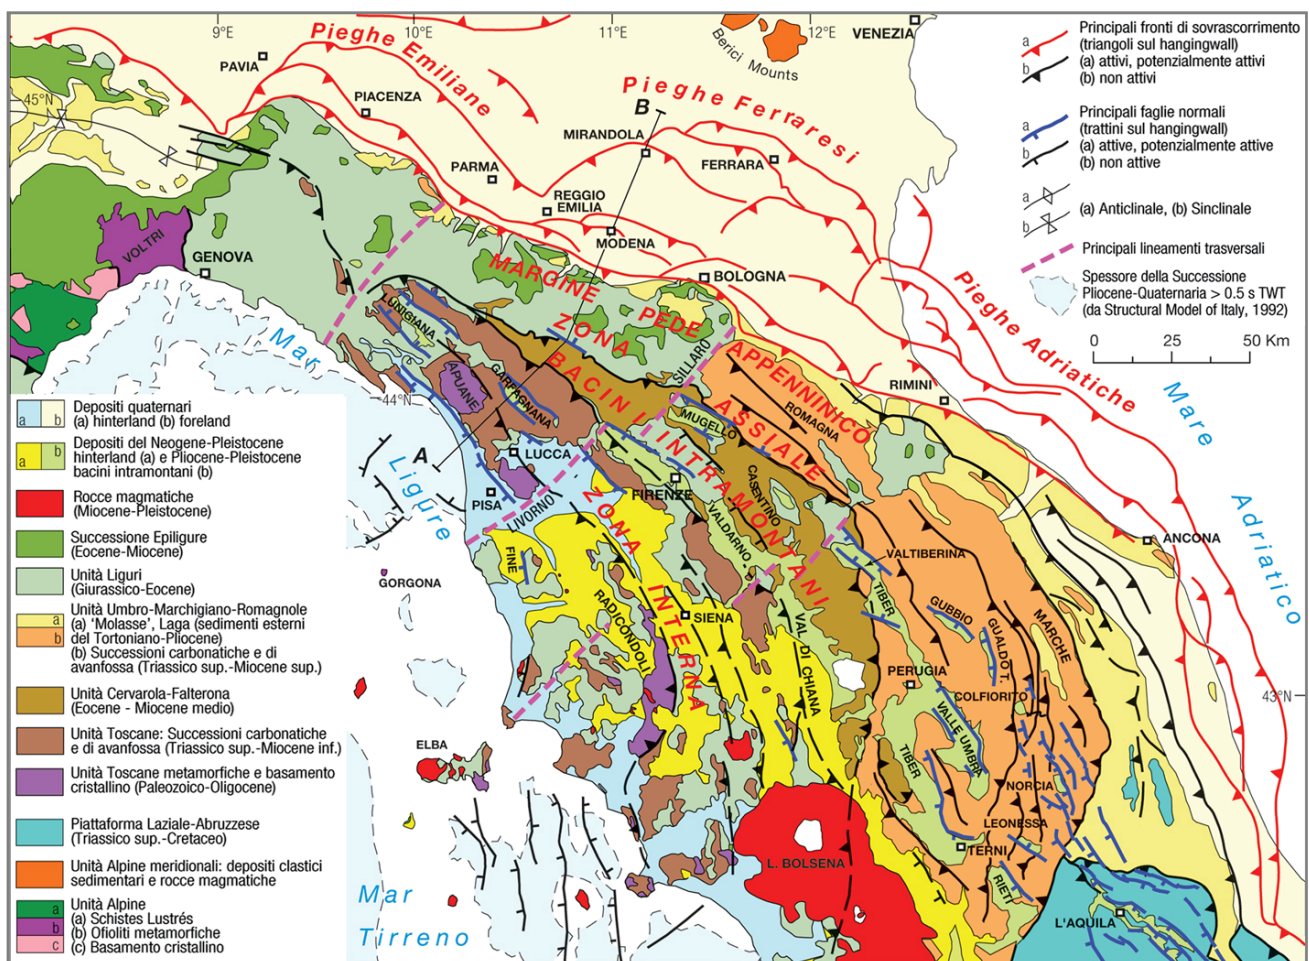 9°E
10°E
11°E
12°E
VENEZIA
Berici Mounts
PAVIA
Pieghe Emiliane
45°N
PIACENZA
B
Pieghe Ferraresi
MIRANDOLA
FERRARA
PARMA
REGGIO
EMILIA
MODENA
VOLTRI
GENOVA
BOLOGNA
MARGINE PEDE APPENNINICO
ZONA ASSIALE
BACINI INTRAMONTANI
ZONA INTERNA
Pieghe Adriatiche
Mar
Ligure
LUNIGIANA
APUANE
GARFAGNANA
44°N
SILLARO
MUGELLO
ROMAGNA
RIMINI
Mare
Adriatico
A
LUCCA
PISA
LIVORNO
FIRENZE
CASENTINO
VALDARNO
FINE
GORGONA
RADICONDOLI
SIENA
VAL DI CHIANA
VALTIBERINA
TIBER
GUBBIO
GUALDO T.
MARCHE
ANCONA
PERUGIA
COLFIORITO
43°N
VALLE UMBRA
TIBER
NORCIA
LEONESSA
TERNI
RIETI
L'AQUILA
L. BOLSENA
ELBA
Mar
Tirreno
Principali fronti di sovrascorrimento
(triangoli sul hangingwall)
a
b
(a) attivi, potenzialmente attivi
(b) non attivi
Principali faglie normali
(trattini sul hangingwall)
a
b
(a) attive, potenzialmente attive
(b) non attive
a
b
(a) Anticlinale, (b) Sinclinale
Principali lineamenti trasversali
Spessore della Successione
Pliocene-Quaternaria > 0.5 s TWT
(da Structural Model of Italy, 1992)
0 25 50 Km
a b
Depositi quaternari
(a) hinterland (b) foreland
a b
Depositi del Neogene-Pleistocene
hinterland (a) e Pliocene-Pleistocene
bacini intramontani (b)
Rocce magmatiche
(Miocene-Pleistocene)
Successione Epiligure
(Eocene-Miocene)
Unità Liguri
(Giurassico-Eocene)
a
b
Unità Umbro-Marchigiano-Romagnole
(a) 'Molasse', Laga (sedimenti esterni
del Tortoniano-Pliocene)
(b) Successioni carbonatiche e di
avanfossa (Triassico sup.-Miocene sup.)
Unità Cervarola-Falterona
(Eocene - Miocene medio)
Unità Toscane: Successioni carbonatiche
e di avanfossa (Triassico sup.-Miocene inf.)
Unità Toscane metamorfiche e basamento
cristallino (Paleozoico-Oligocene)
Piattaforma Laziale-Abruzzese
(Triassico sup.-Cretaceo)
Unità Alpine meridionali: depositi clastici
sedimentari e rocce magmatiche
a
b
c
Unità Alpine
(a) Schistes Lustrés
(b) Ofioliti metamorfiche
(c) Basamento cristallino